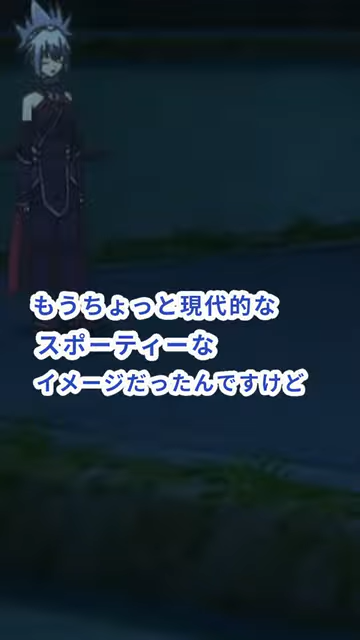 もうちょっと現代的な
スポーティーな
イメージだったんですけど